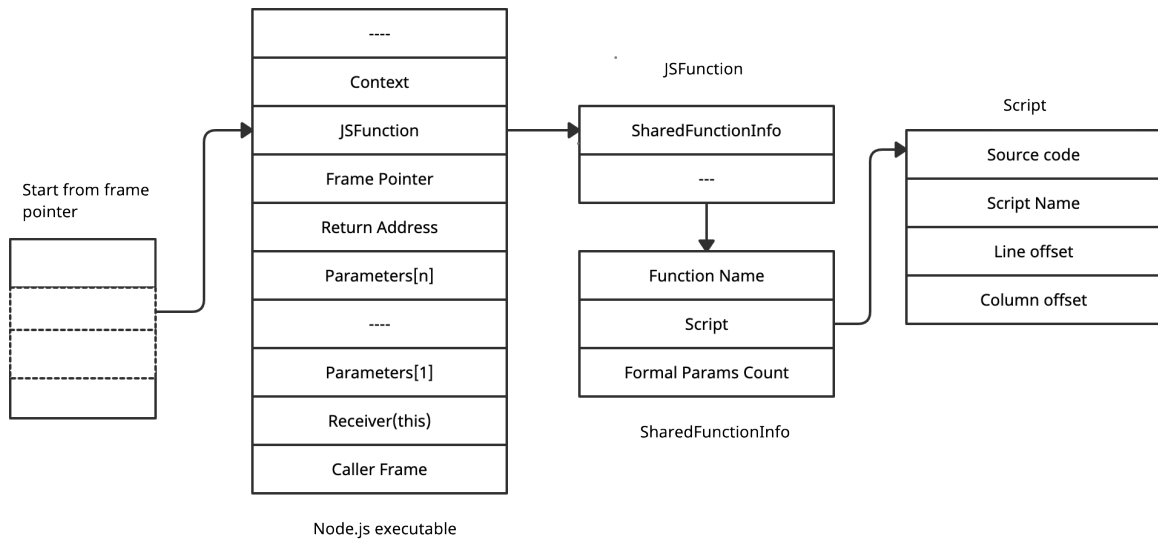 Start from frame
pointer
----
Context
JSFunction
Frame Pointer
Return Address
Parameters[n]
----
Parameters[1]
Receiver(this)
Caller Frame
Node.js executable
JSFunction
SharedFunctionInfo
---
Function Name
Script
Formal Params Count
SharedFunctionInfo
Script
Source code
Script Name
Line offset
Column offset